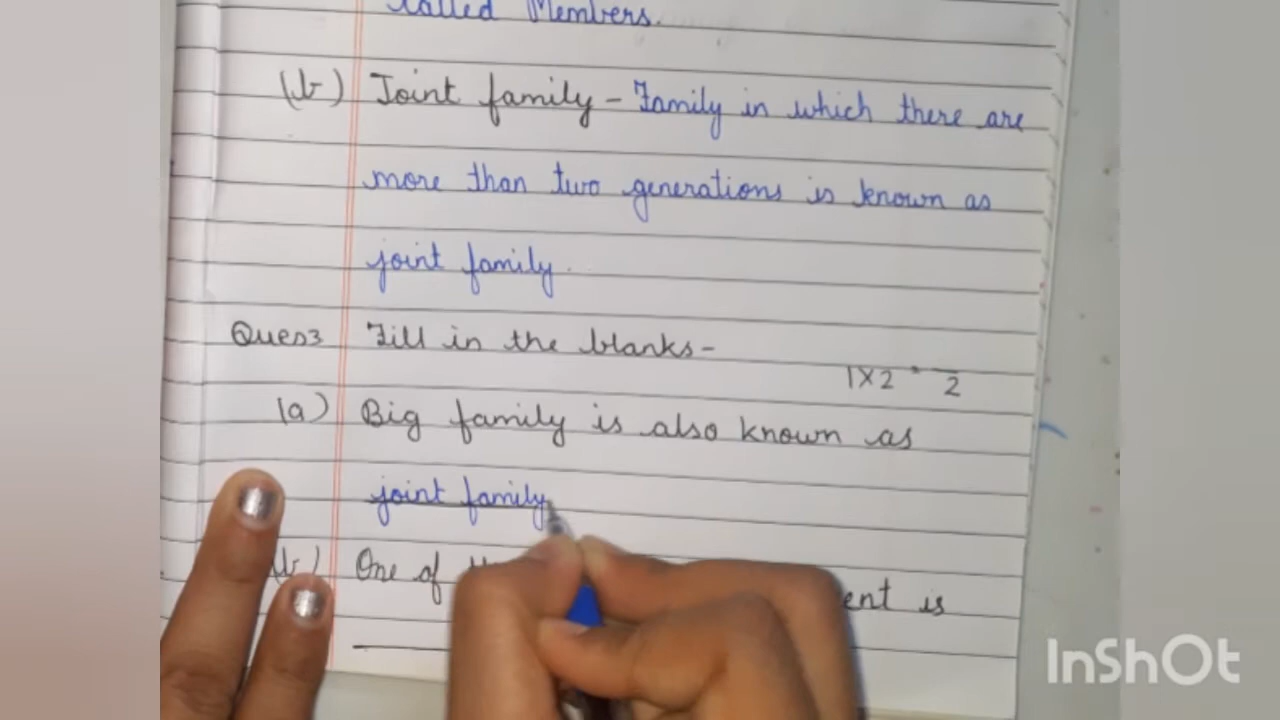 called Members.
(b) Joint family - Family in which there are
more than two generations is known as
joint family.
Ques3 Fill in the blanks-
1X2 = 2
(a) Big family is also known as
joint family
(b) One of is
InShOt